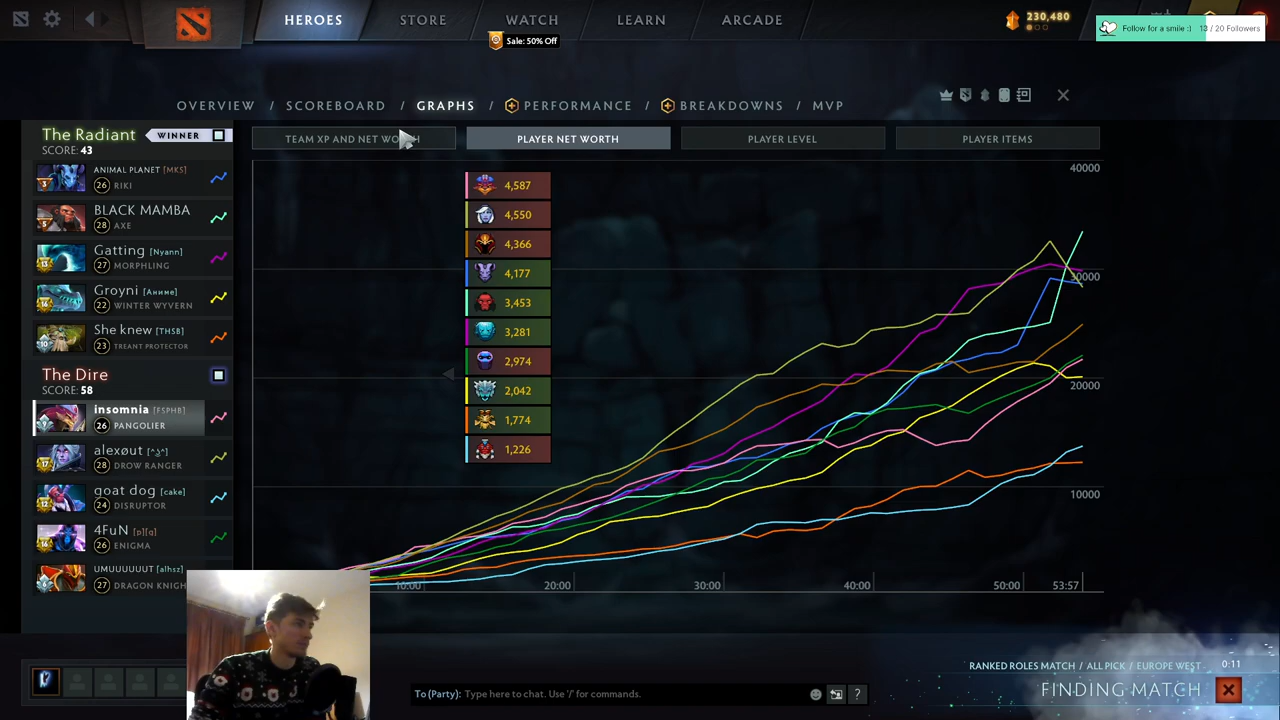 HEROES
STORE
WATCH
LEARN
ARCADE
230,480
Sale: 50% Off
Follow for a smile :)
13 / 20 Followers
OVERVIEW / SCOREBOARD / GRAPHS / PERFORMANCE / BREAKDOWNS / MVP
The Radiant
WINNER
SCORE: 43
TEAM XP AND NET WORTH
PLAYER NET WORTH
PLAYER LEVEL
PLAYER ITEMS
ANIMAL PLANET [MKS]
26 RIKI
BLACK MAMBA
28 AXE
Gatting [Nyann]
27 MORPHLING
Groyni [Аниме]
22 WINTER WYVERN
She knew [THSB]
23 TREANT PROTECTOR
The Dire
SCORE: 58
insomnia [FSPHB]
26 PANGOLIER
alexøut
28 DROW RANGER
goat dog [cake]
24 DISRUPTOR
4FuN
26 ENIGMA
UMUUUUUUT [alhsz]
27 DRAGON KNIGH
4,587
4,550
4,366
4,177
3,453
3,281
2,974
2,042
1,774
1,226
40000
30000
20000
10000
10:00
20:00
30:00
40:00
50:00
53:57
To (Party): Type here to chat. Use '/' for commands.
?
RANKED ROLES MATCH / ALL PICK / EUROPE WEST
0:11
FINDING MATCH